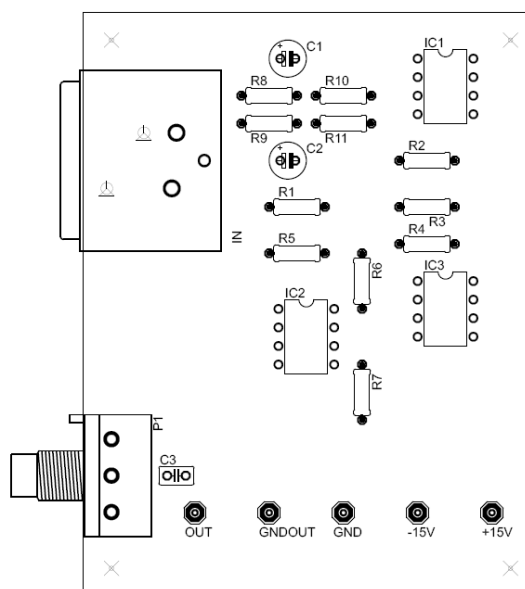 C1
IC1
R8
R10
R9
R11
C2
R2
R1
R3
IN
R5
R4
R6
IC3
IC2
R7
P1
C3
OUT
GNDOUT
GND
-15V
+15V